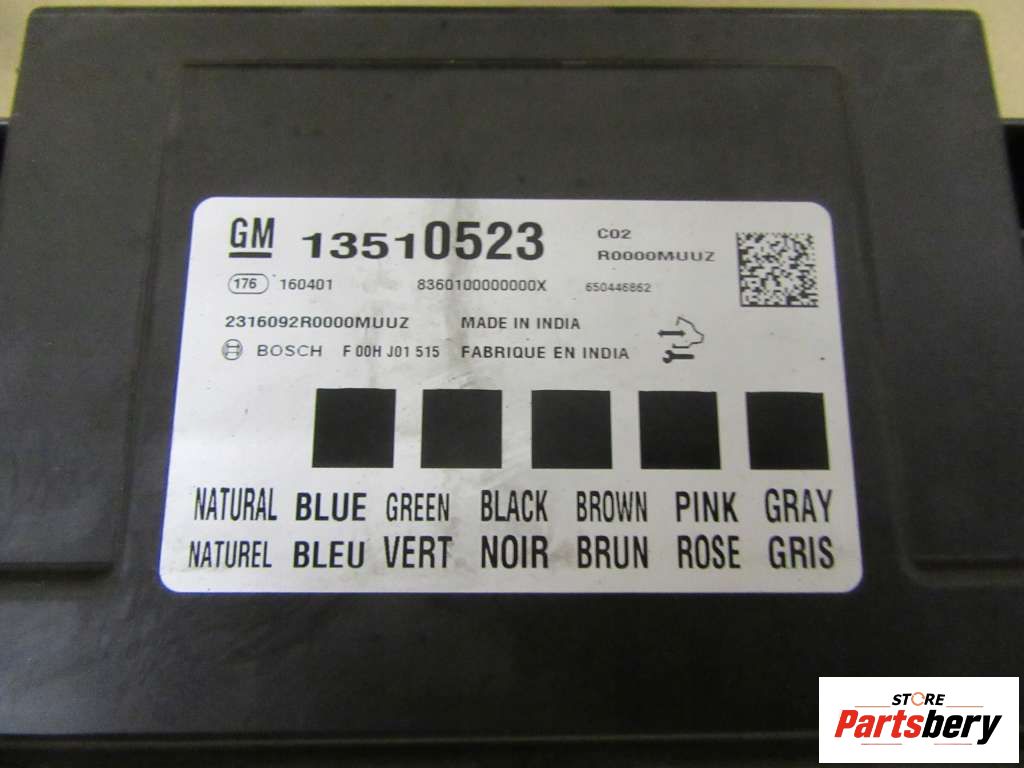 GM 13510523 C02
R0000MUUZ
176 160401 8360100000000X 650446862
2316092R0000MUUZ MADE IN INDIA
BOSCH F 00H J01 515 FABRIQUE EN INDIA
NATURAL BLUE GREEN BLACK BROWN PINK GRAY
NATUREL BLEU VERT NOIR BRUN ROSE GRIS
STORE
Partsbery